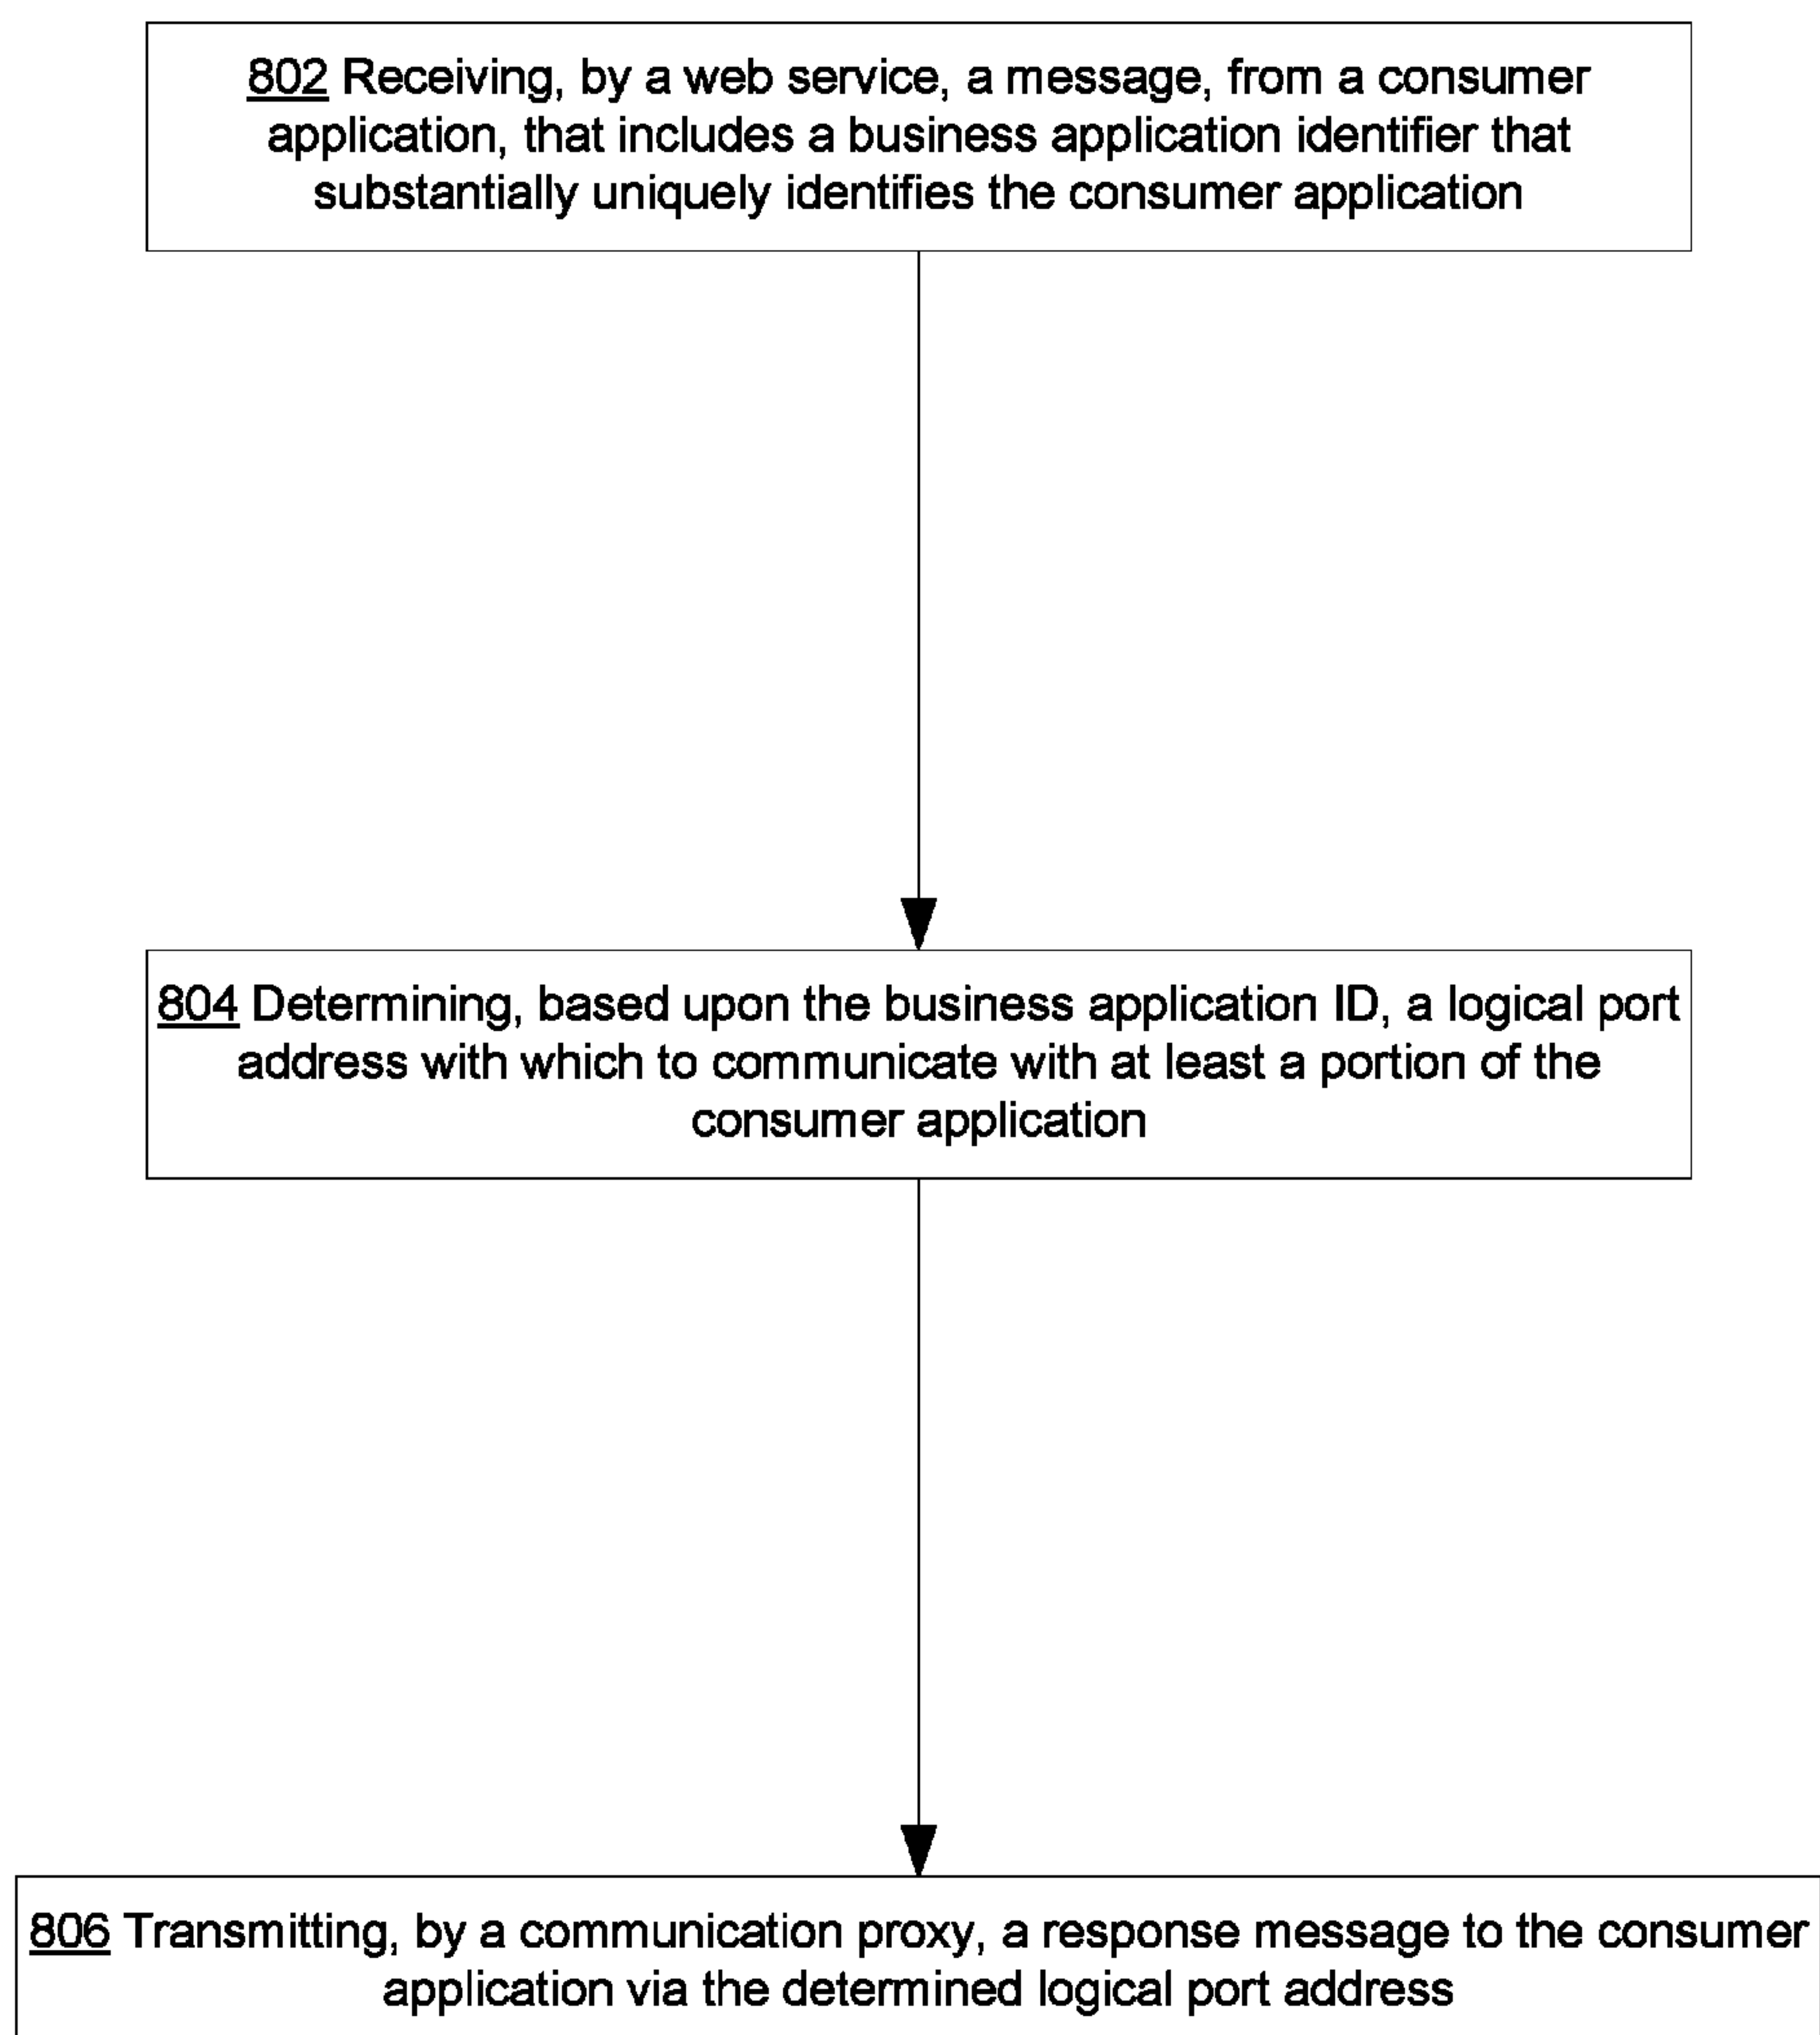 802 Receiving, by a web service, a message, from a consumer
application, that includes a business application identifier that
substantially uniquely identifies the consumer application
804 Determining, based upon the business application ID, a logical port
address with which to communicate with at least a portion of the
consumer application
806 Transmitting, by a communication proxy, a response message to the consumer
application via the determined logical port address